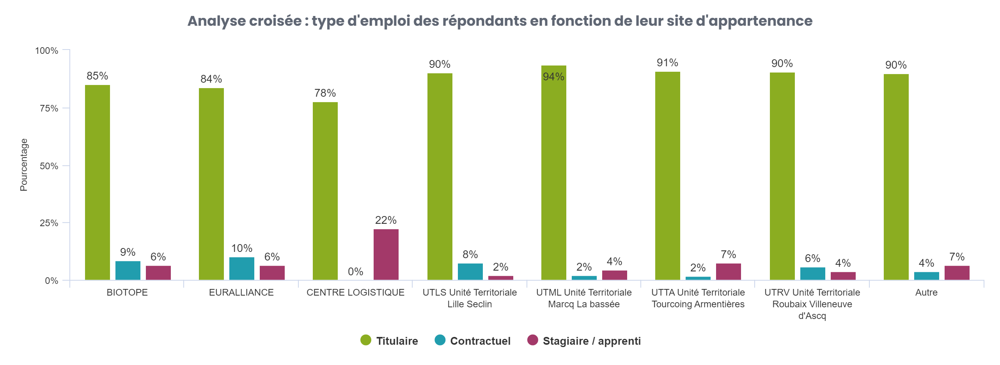 Analyse croisée : type d'emploi des répondants en fonction de leur site d'appartenance
Pourcentage
100%
75%
50%
25%
0%
85%
9%
6%
84%
10%
6%
78%
0%
22%
90%
8%
2%
94%
2%
4%
91%
2%
7%
90%
6%
4%
90%
4%
7%
BIOTOPE
EURALLIANCE
CENTRE LOGISTIQUE
UTLS Unité Territoriale
Lille Seclin
UTML Unité Territoriale
Marcq La bassée
UTTA Unité Territoriale
Tourcoing Armentières
UTRV Unité Territoriale
Roubaix Villeneuve
d'Ascq
Autre
Titulaire
Contractuel
Stagiaire / apprenti